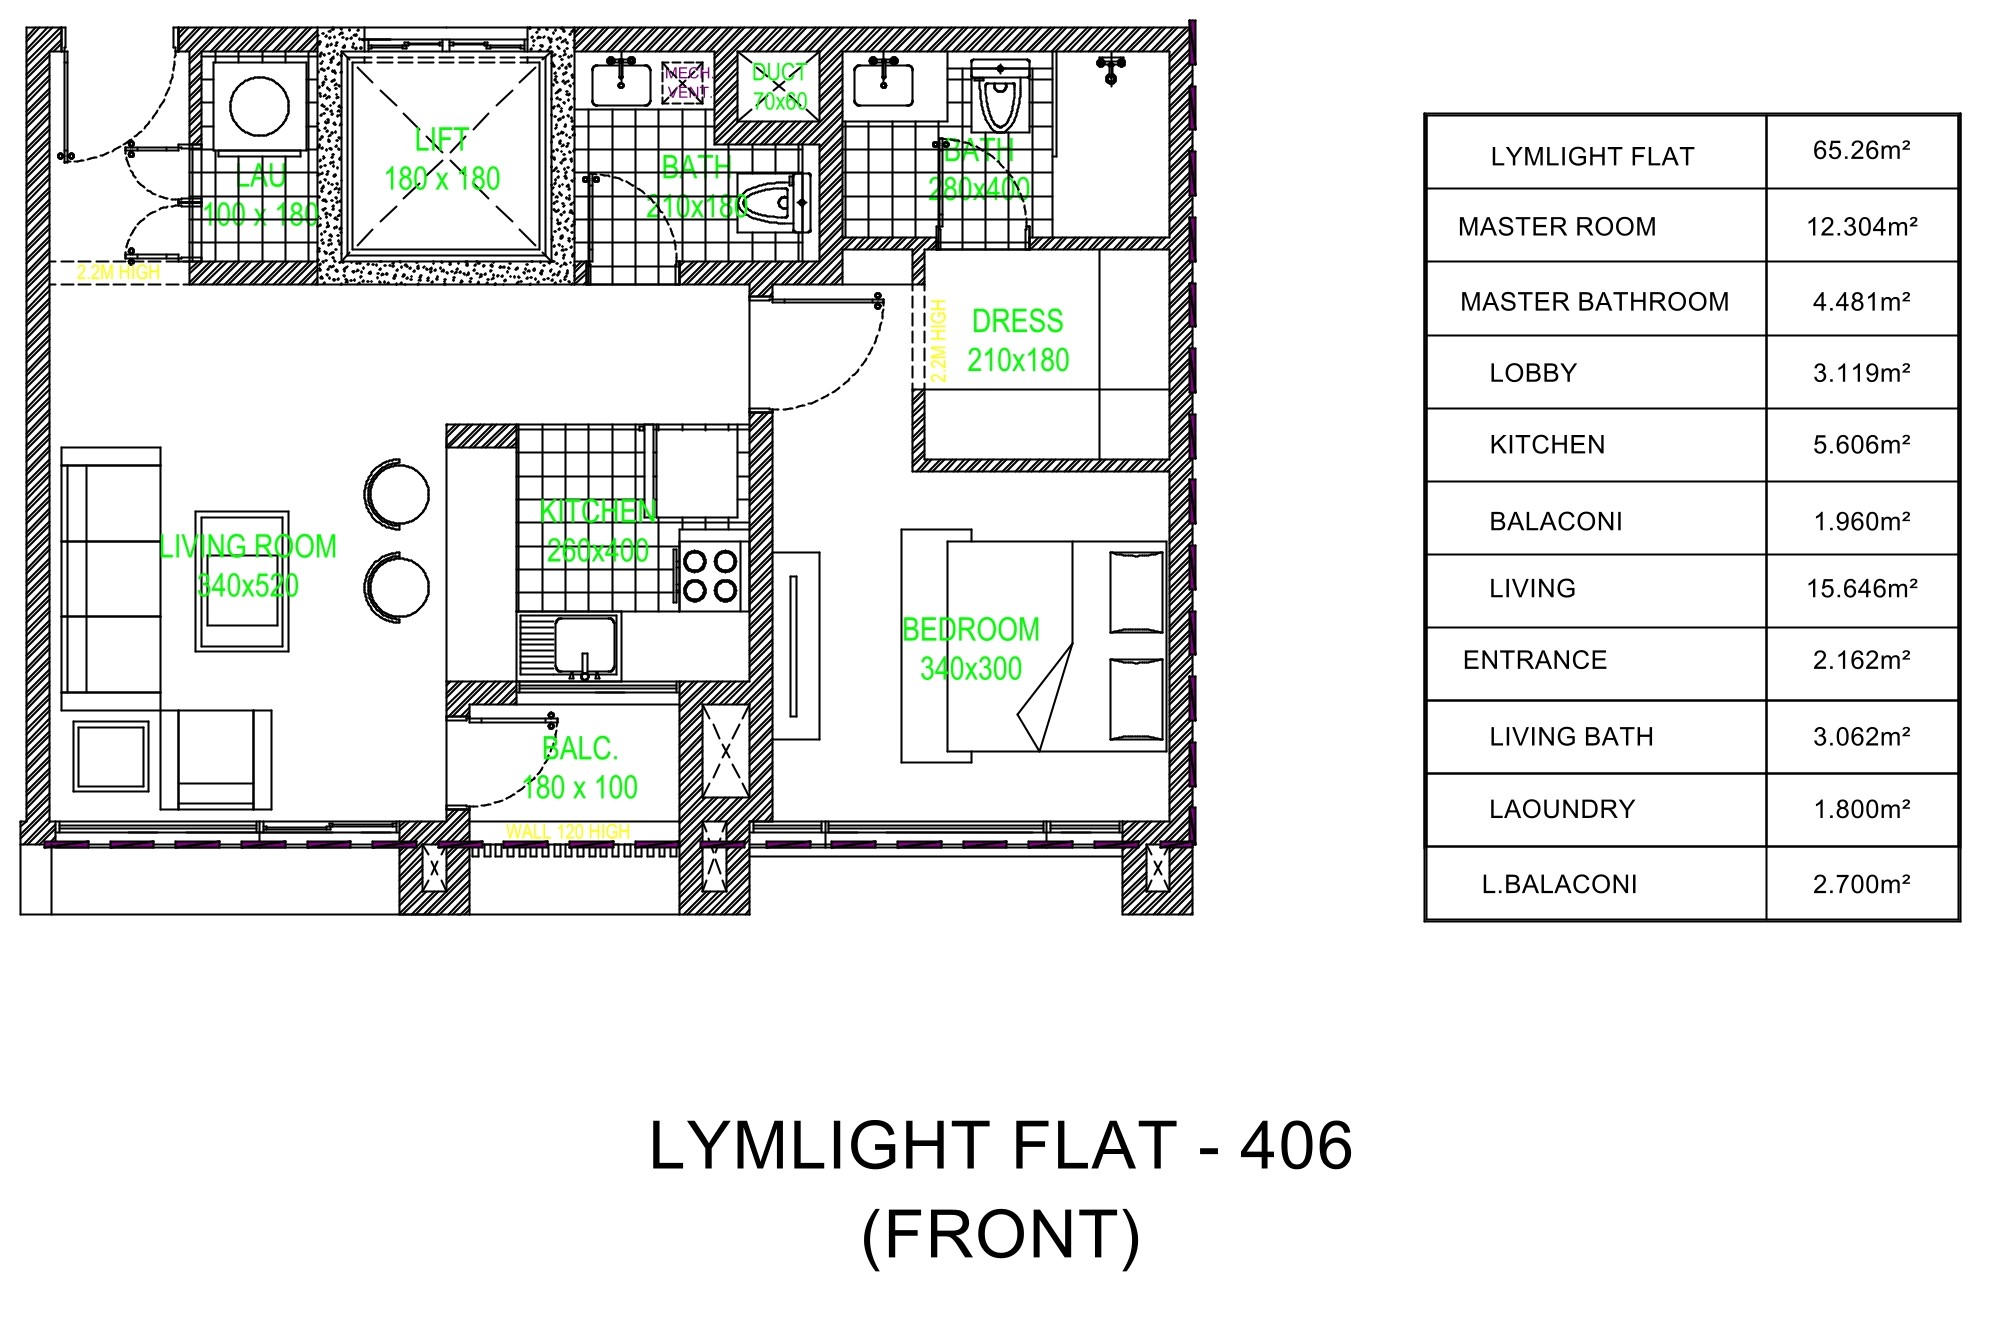 MECH.
VENT.
DUCT
70x60
LIFT
180 x 180
LAU
100 x 180
BATH
210x180
BATH
280x400
2.2M HIGH
DRESS
210x180
2.2M HIGH
KITCHEN
260x400
LIVING ROOM
340x520
BEDROOM
340x300
BALC.
180 x 100
WALL 120 HIGH
LYMLIGHT FLAT 65.26m²
MASTER ROOM 12.304m²
MASTER BATHROOM 4.481m²
LOBBY 3.119m²
KITCHEN 5.606m²
BALACONI 1.960m²
LIVING 15.646m²
ENTRANCE 2.162m²
LIVING BATH 3.062m²
LAOUNDRY 1.800m²
L.BALACONI 2.700m²
LYMLIGHT FLAT - 406
(FRONT)